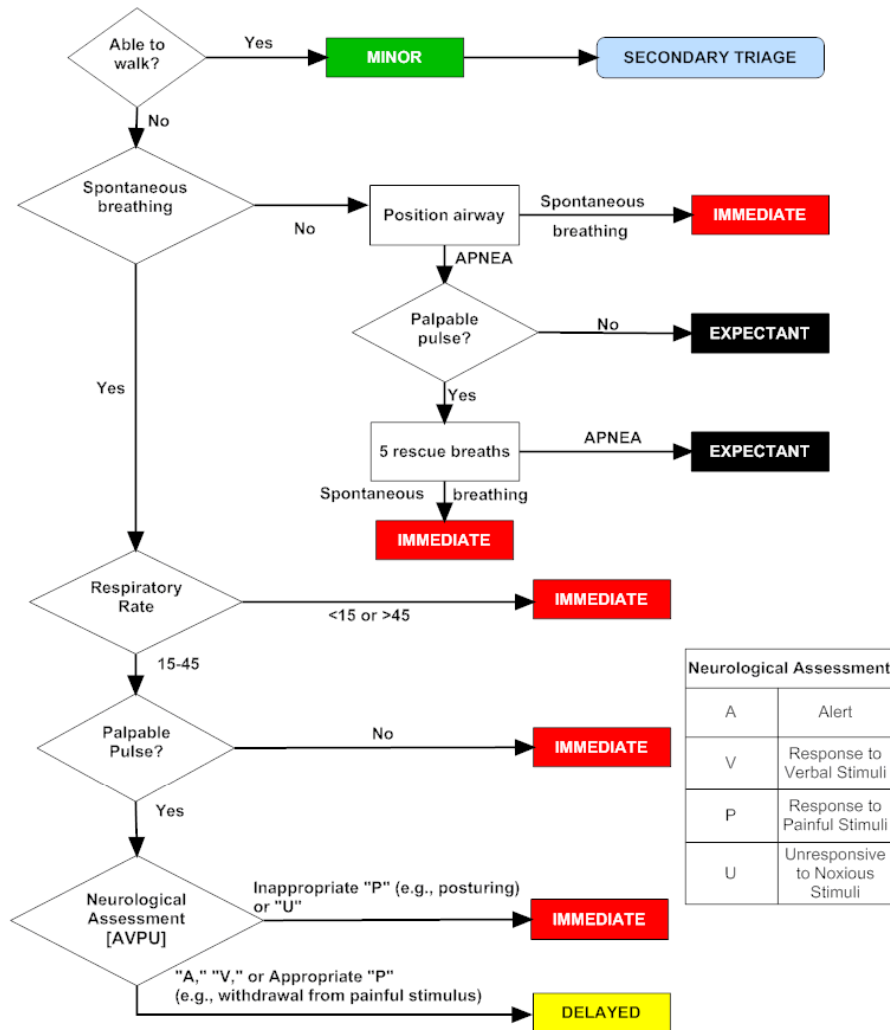 Able to
walk?
Yes
MINOR
SECONDARY TRIAGE
No
Spontaneous
breathing
No
Position airway
Spontaneous
breathing
IMMEDIATE
APNEA
Palpable
pulse?
No
EXPECTANT
Yes
Yes
5 rescue breaths
APNEA
EXPECTANT
Spontaneous
breathing
IMMEDIATE
Respiratory
Rate
<15 or >45
IMMEDIATE
15-45
Palpable
Pulse?
No
IMMEDIATE
Yes
Neurological
Assessment
[AVPU]
Inappropriate "P" (e.g., posturing)
or "U"
IMMEDIATE
"A," "V," or Appropriate "P"
(e.g., withdrawal from painful stimulus)
DELAYED
Neurological Assessment
A
Alert
V
Response to
Verbal Stimuli
P
Response to
Painful Stimuli
U
Unresponsive
to Noxious
Stimuli